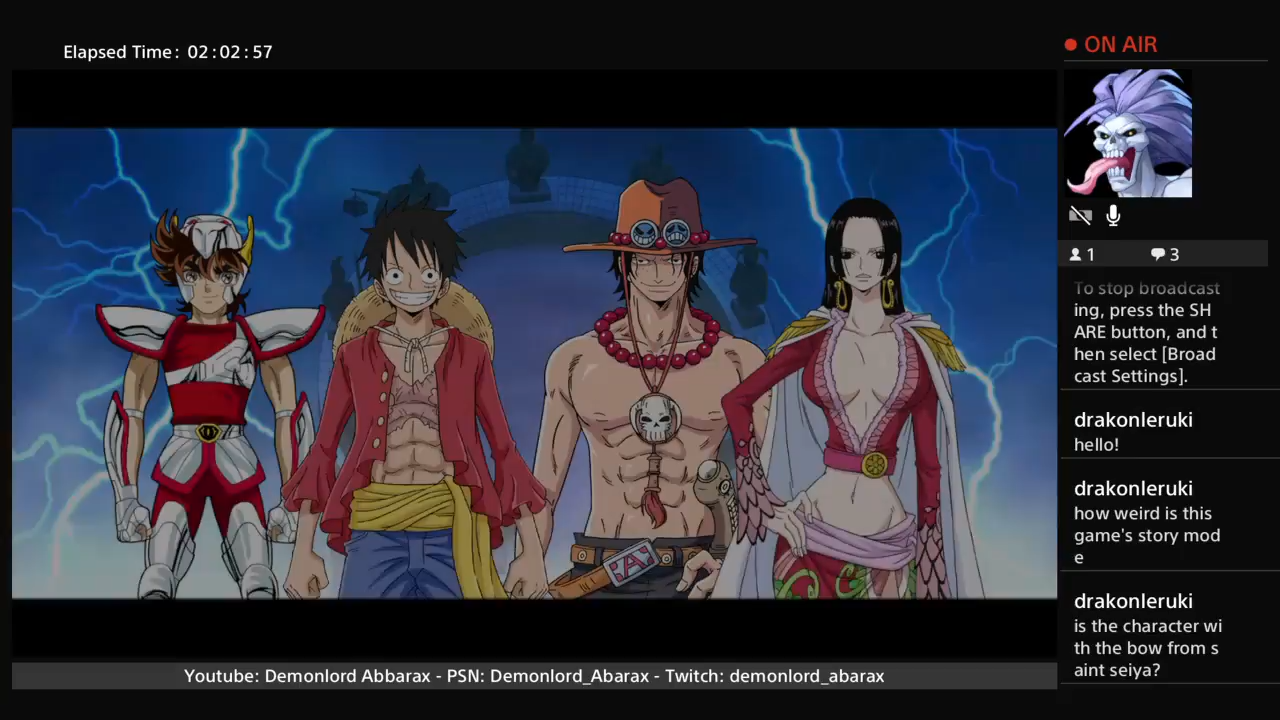 Elapsed Time: 02:02:57
ON AIR
1
3
To stop broadcast
ing, press the SH
ARE button, and t
hen select [Broad
cast Settings].
drakonleruki
hello!
drakonleruki
how weird is this
game's story mod
e
drakonleruki
is the character wi
th the bow from s
aint seiya?
A
Youtube: Demonlord Abbarax - PSN: Demonlord_Abarax - Twitch: demonlord_abarax